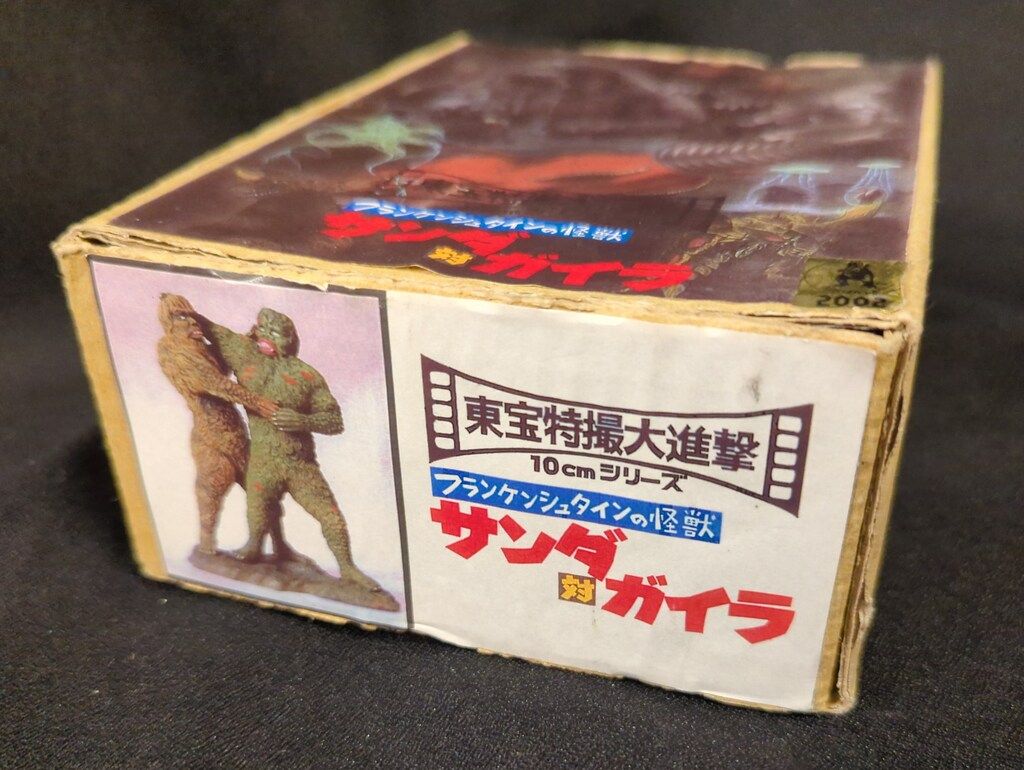 フランケンシュタインの怪獣
サンダ
対
ガイラ
2002
東宝特撮大進撃
10cmシリーズ
フランケンシュタインの怪獣
サンダ
対
ガイラ